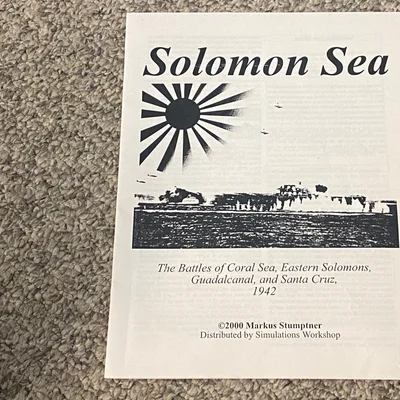 Solomon Sea
The Battles of Coral Sea, Eastern Solomons,
Guadalcanal, and Santa Cruz,
1942
©2000 Markus Stumptner
Distributed by Simulations Workshop